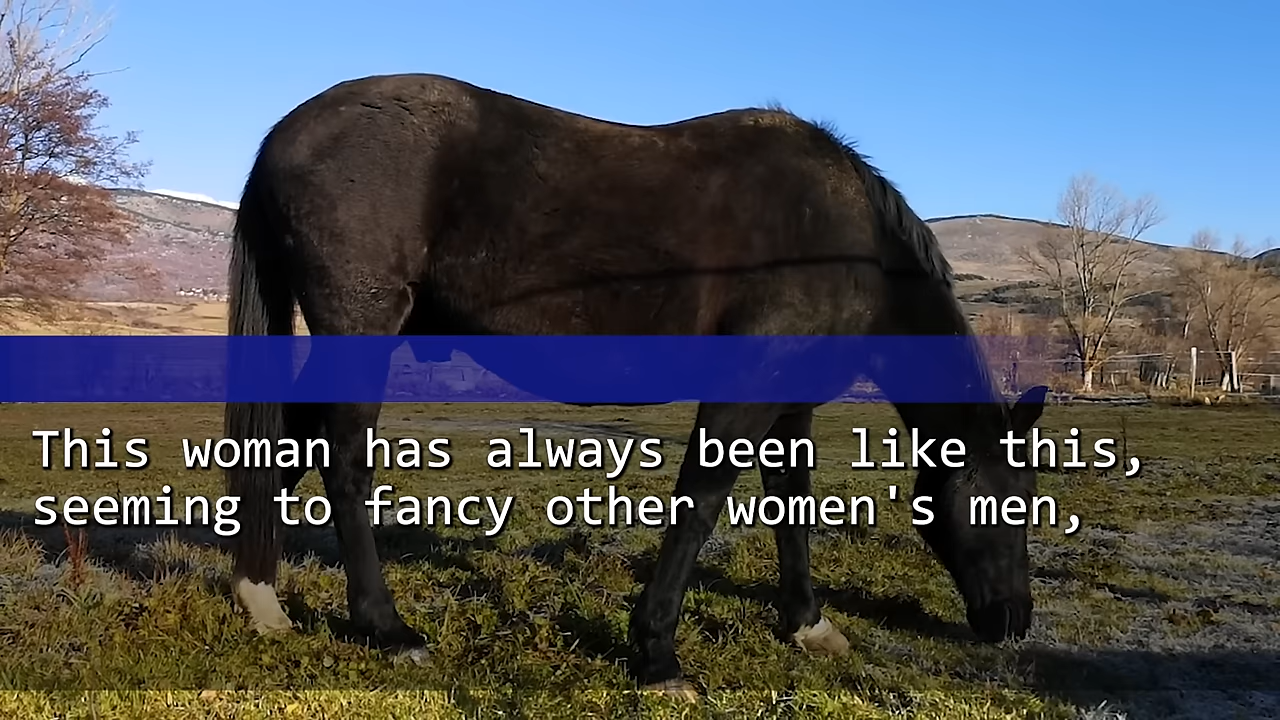 This woman has always been like this,
seeming to fancy other women's men,